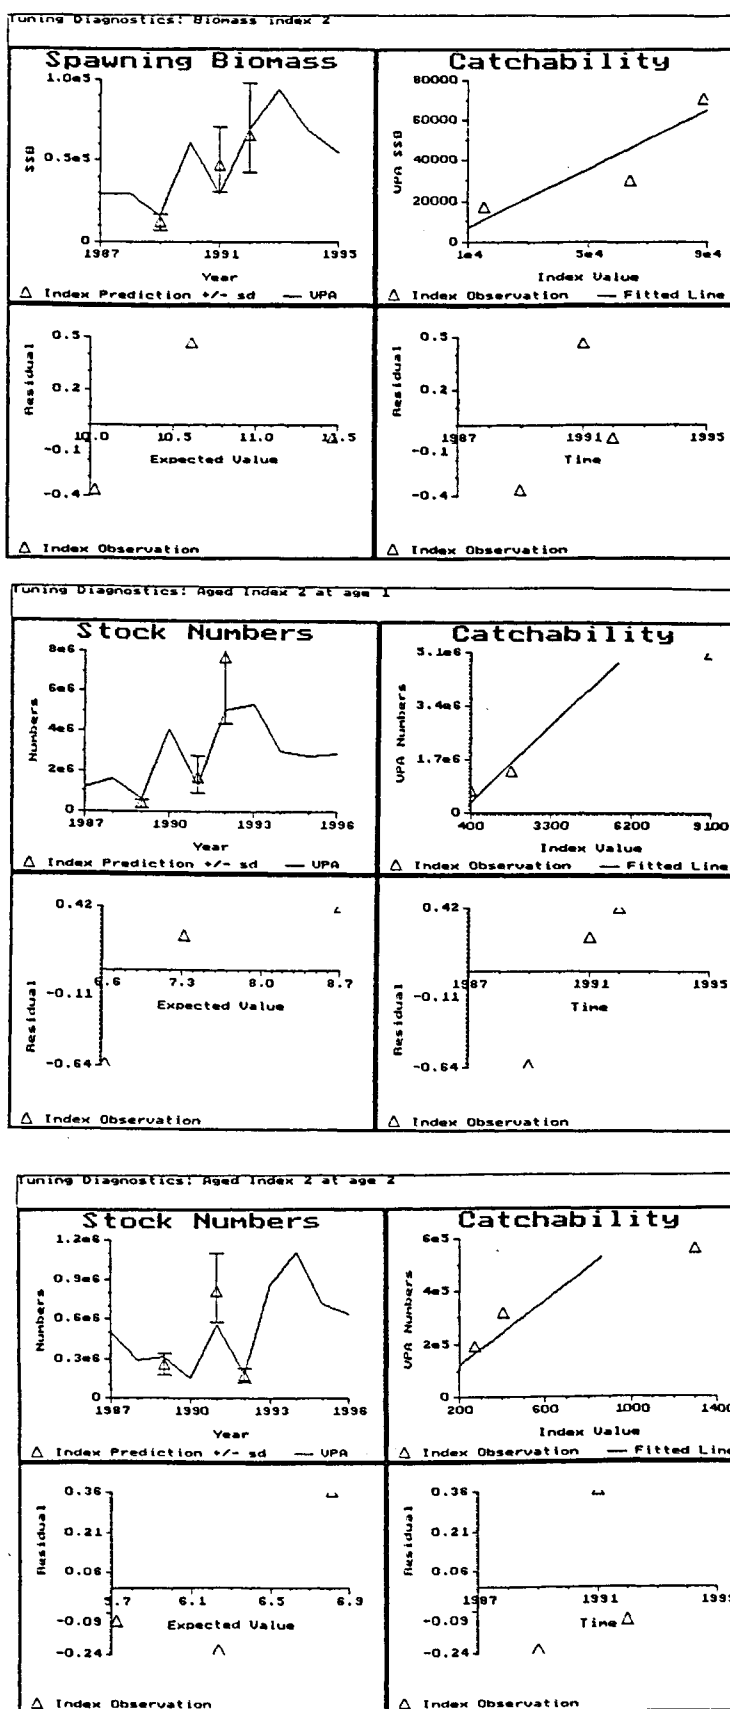 Tuning Diagnostics: Biomass index 2
Spawning Biomass
1.0e5
0.5e5
0
SSB
1987 1991 1995
Year
△ Index Prediction +/- sd — VPA
Catchability
80000
60000
40000
20000
0
VPA SSB
1e4 5e4 9e4
Index Value
△ Index Observation — Fitted Line
0.5
0.2
-0.1
-0.4
Residual
10.0 10.5 11.0 11.5
Expected Value
△ Index Observation
0.5
0.2
-0.1
-0.4
Residual
1987 1991 1995
Time
△ Index Observation
Tuning Diagnostics: Aged Index 2 at age 1
Stock Numbers
8e6
6e6
4e6
2e6
0
Numbers
1987 1990 1993 1996
Year
△ Index Prediction +/- sd — VPA
Catchability
5.1e6
3.4e6
1.7e6
0
VPA Numbers
400 3300 6200 9100
Index Value
△ Index Observation — Fitted Line
0.42
-0.11
-0.64
Residual
6.6 7.3 8.0 8.7
Expected Value
△ Index Observation
0.42
-0.11
-0.64
Residual
1987 1991 1995
Time
△ Index Observation
Tuning Diagnostics: Aged Index 2 at age 2
Stock Numbers
1.2e6
0.9e6
0.6e6
0.3e6
0
Numbers
1987 1990 1993 1996
Year
△ Index Prediction +/- sd — VPA
Catchability
6e5
4e5
2e5
0
VPA Numbers
200 600 1000 1400
Index Value
△ Index Observation — Fitted Line
0.36
0.21
0.06
-0.09
-0.24
Residual
5.7 6.1 6.5 6.9
Expected Value
△ Index Observation
0.36
0.21
0.06
-0.09
-0.24
Residual
1987 1991 1995
Time
△ Index Observation